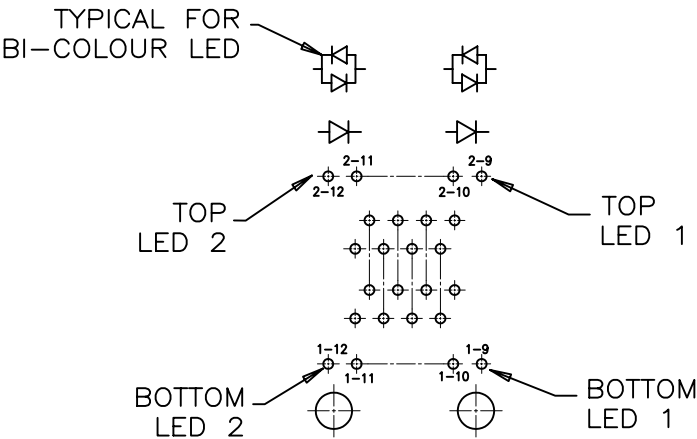 TYPICAL FOR
BI-COLOUR LED
2-11 2-9
2-12 2-10
TOP
LED 2
TOP
LED 1
1-12 1-9
1-11 1-10
BOTTOM
LED 2
BOTTOM
LED 1